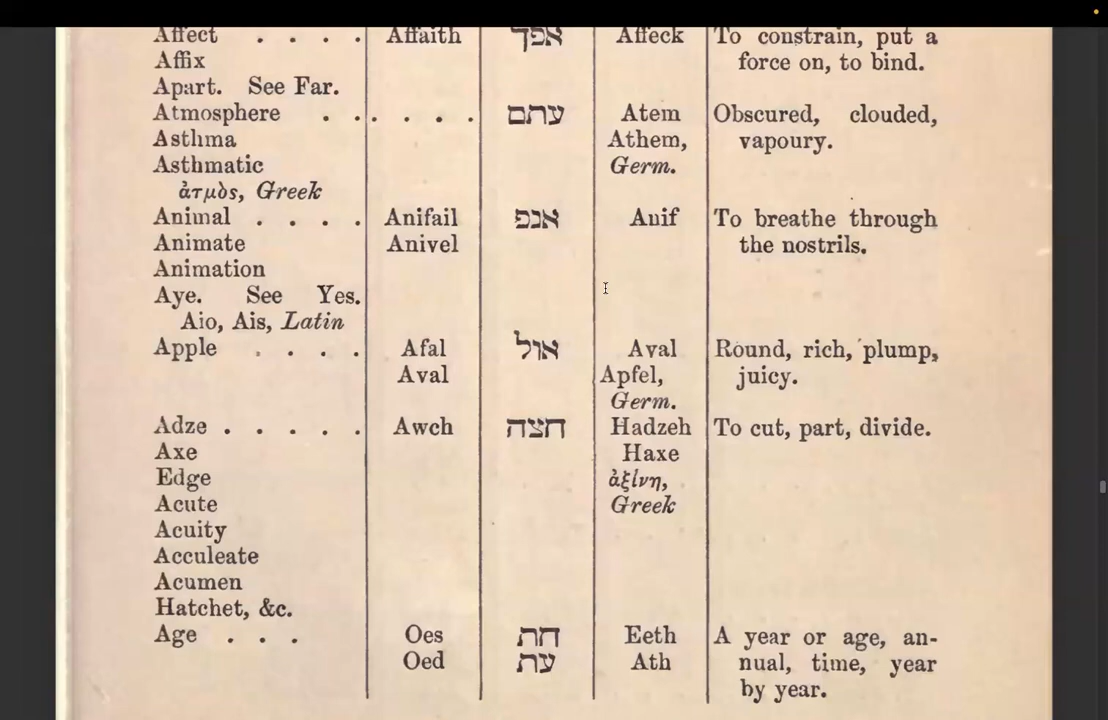 Affect . . . . Affaith אפך Affeck To constrain, put a
Affix force on, to bind.
Apart. See Far.
Atmosphere . . . . . . עתם Atem Obscured, clouded,
Asthma Athem, vapoury.
Asthmatic Germ.
ἀτμὸς, Greek
Animal . . . . Anifail אנפ Anif To breathe through
Animate Anivel the nostrils.
Animation
Aye. See Yes.
Aio, Ais, Latin
Apple . . . . Afal אול Aval Round, rich, plump,
Aval Apfel, juicy.
Germ.
Adze . . . . . Awch חצה Hadzeh To cut, part, divide.
Axe Haxe
Edge ἀξίνη,
Acute Greek
Acuity
Acculeate
Acumen
Hatchet, &c.
Age . . . Oes חת Eeth A year or age, an-
Oed עת Ath nual, time, year
by year.